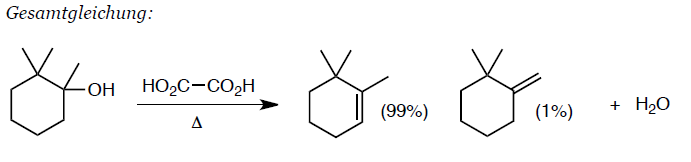 Gesamtgleichung:
OH
HO₂C−CO₂H
Δ
(99%)
(1%)
+ H₂O